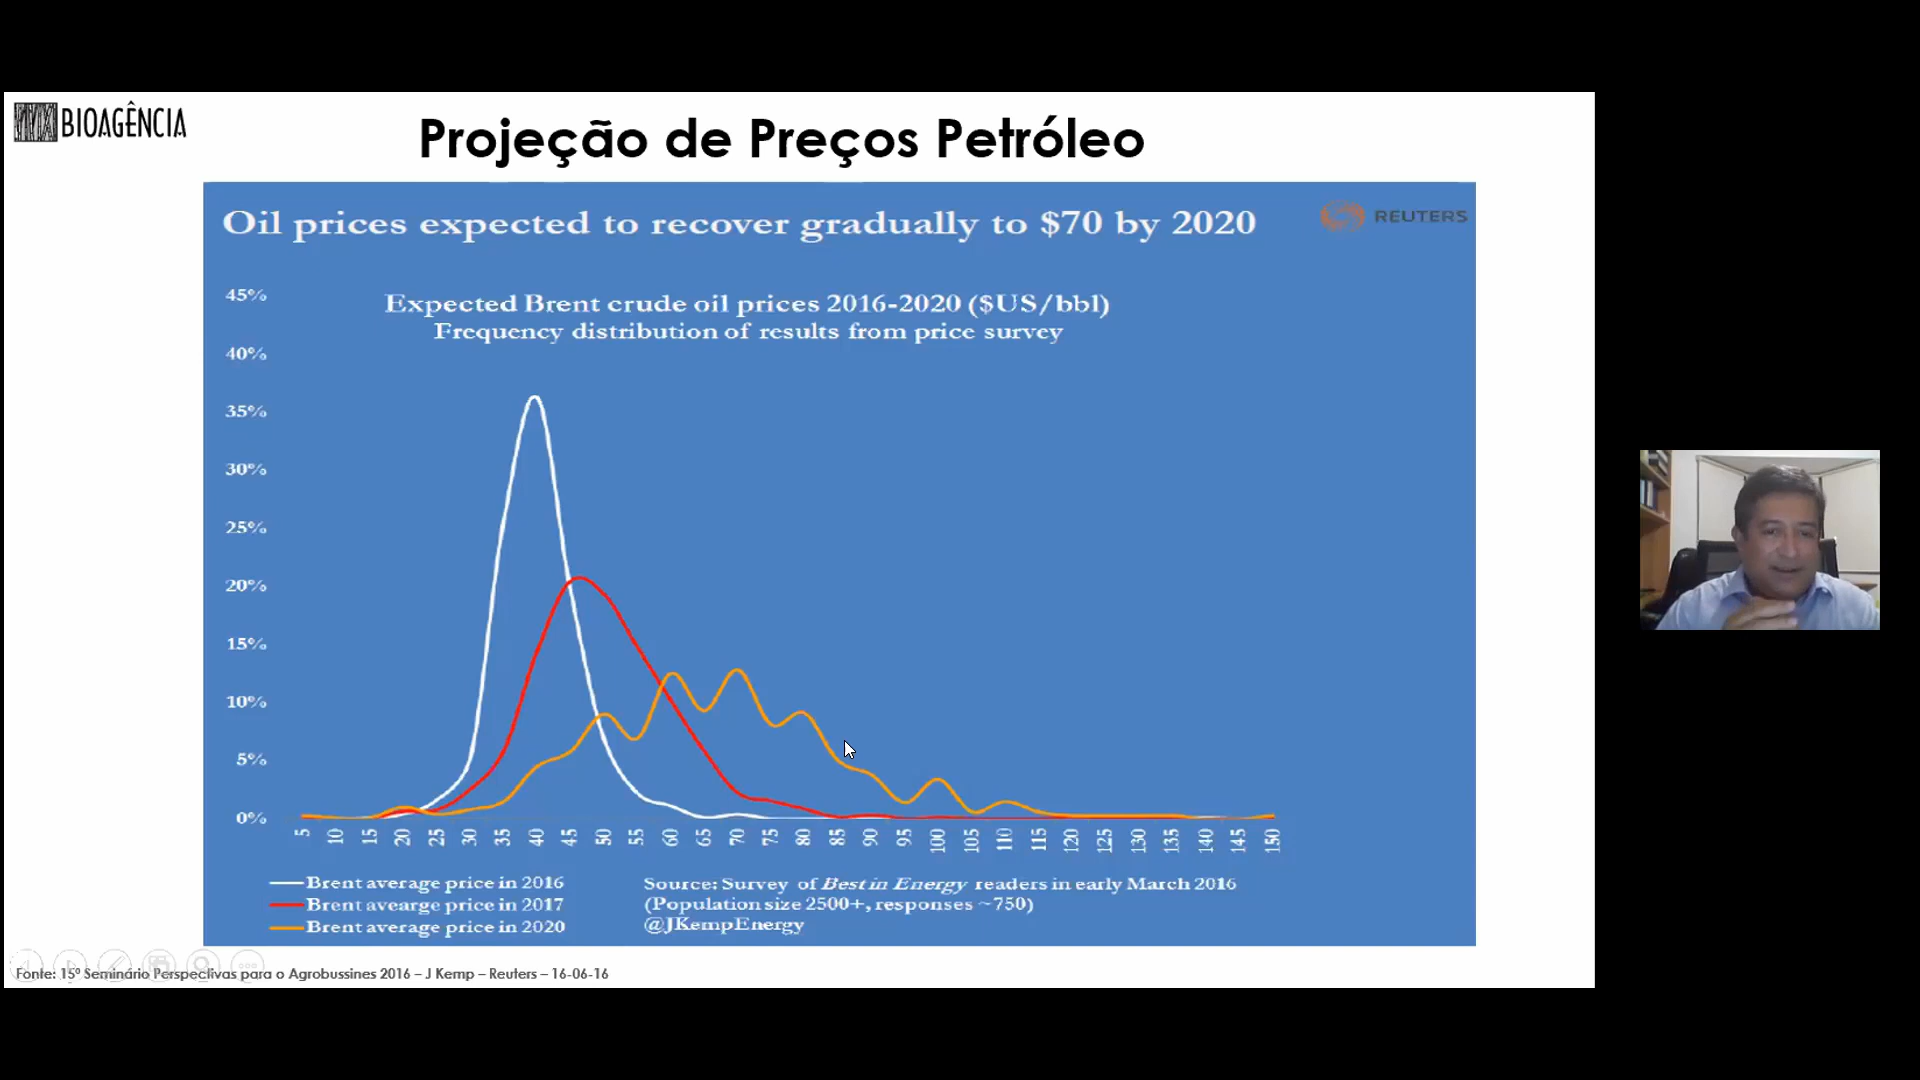 BIOAGÊNCIA
Projeção de Preços Petróleo
Oil prices expected to recover gradually to $70 by 2020
REUTERS
Expected Brent crude oil prices 2016-2020 ($US/bbl)
Frequency distribution of results from price survey
45%
40%
35%
30%
25%
20%
15%
10%
5%
0%
5 10 15 20 25 30 35 40 45 50 55 60 65 70 75 80 85 90 95 100 105 110 115 120 125 130 135 140 145 150
Brent average price in 2016
Brent avearge price in 2017
Brent average price in 2020
Source: Survey of Best in Energy readers in early March 2016
(Population size 2500+, responses ~750)
@JKempEnergy
Fonte: 15º Seminário Perspectivas para o Agrobussines 2016 – J Kemp – Reuters – 16-06-16